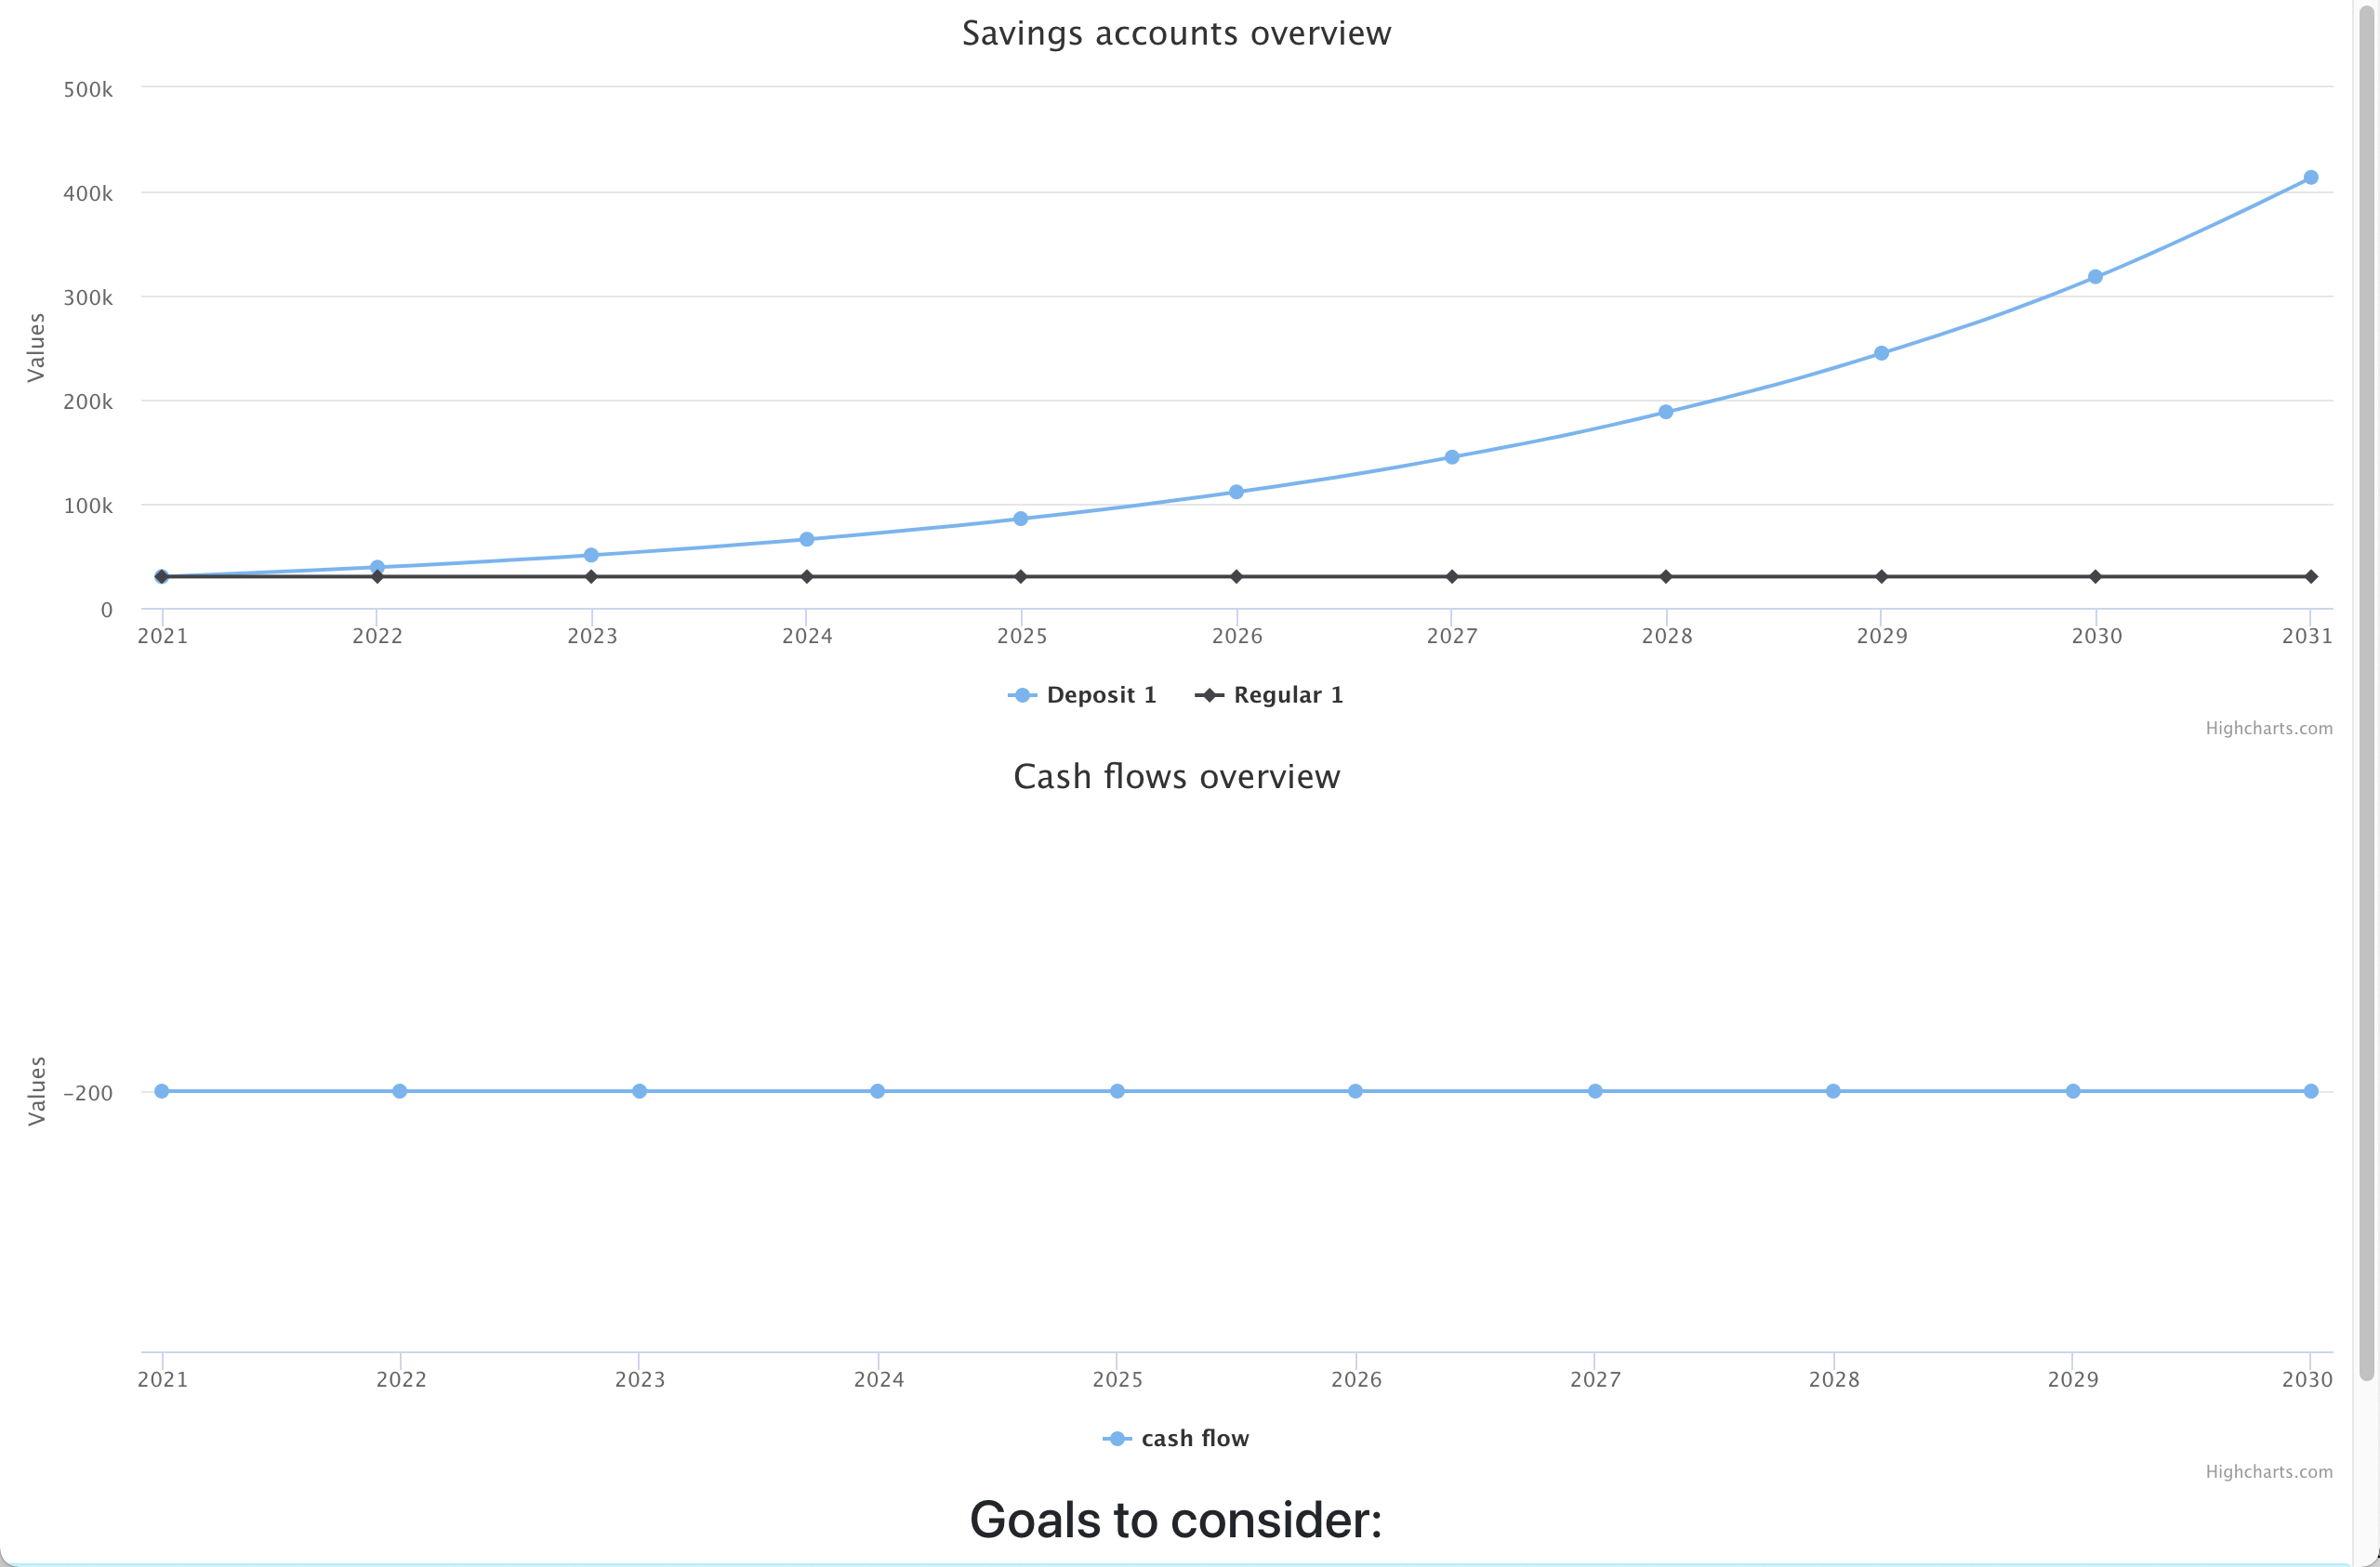 Savings accounts overview
500k
400k
300k
200k
100k
0
Values
2021 2022 2023 2024 2025 2026 2027 2028 2029 2030 2031
Deposit 1 Regular 1
Highcharts.com
Cash flows overview
Values
-200
2021 2022 2023 2024 2025 2026 2027 2028 2029 2030
cash flow
Highcharts.com
Goals to consider: